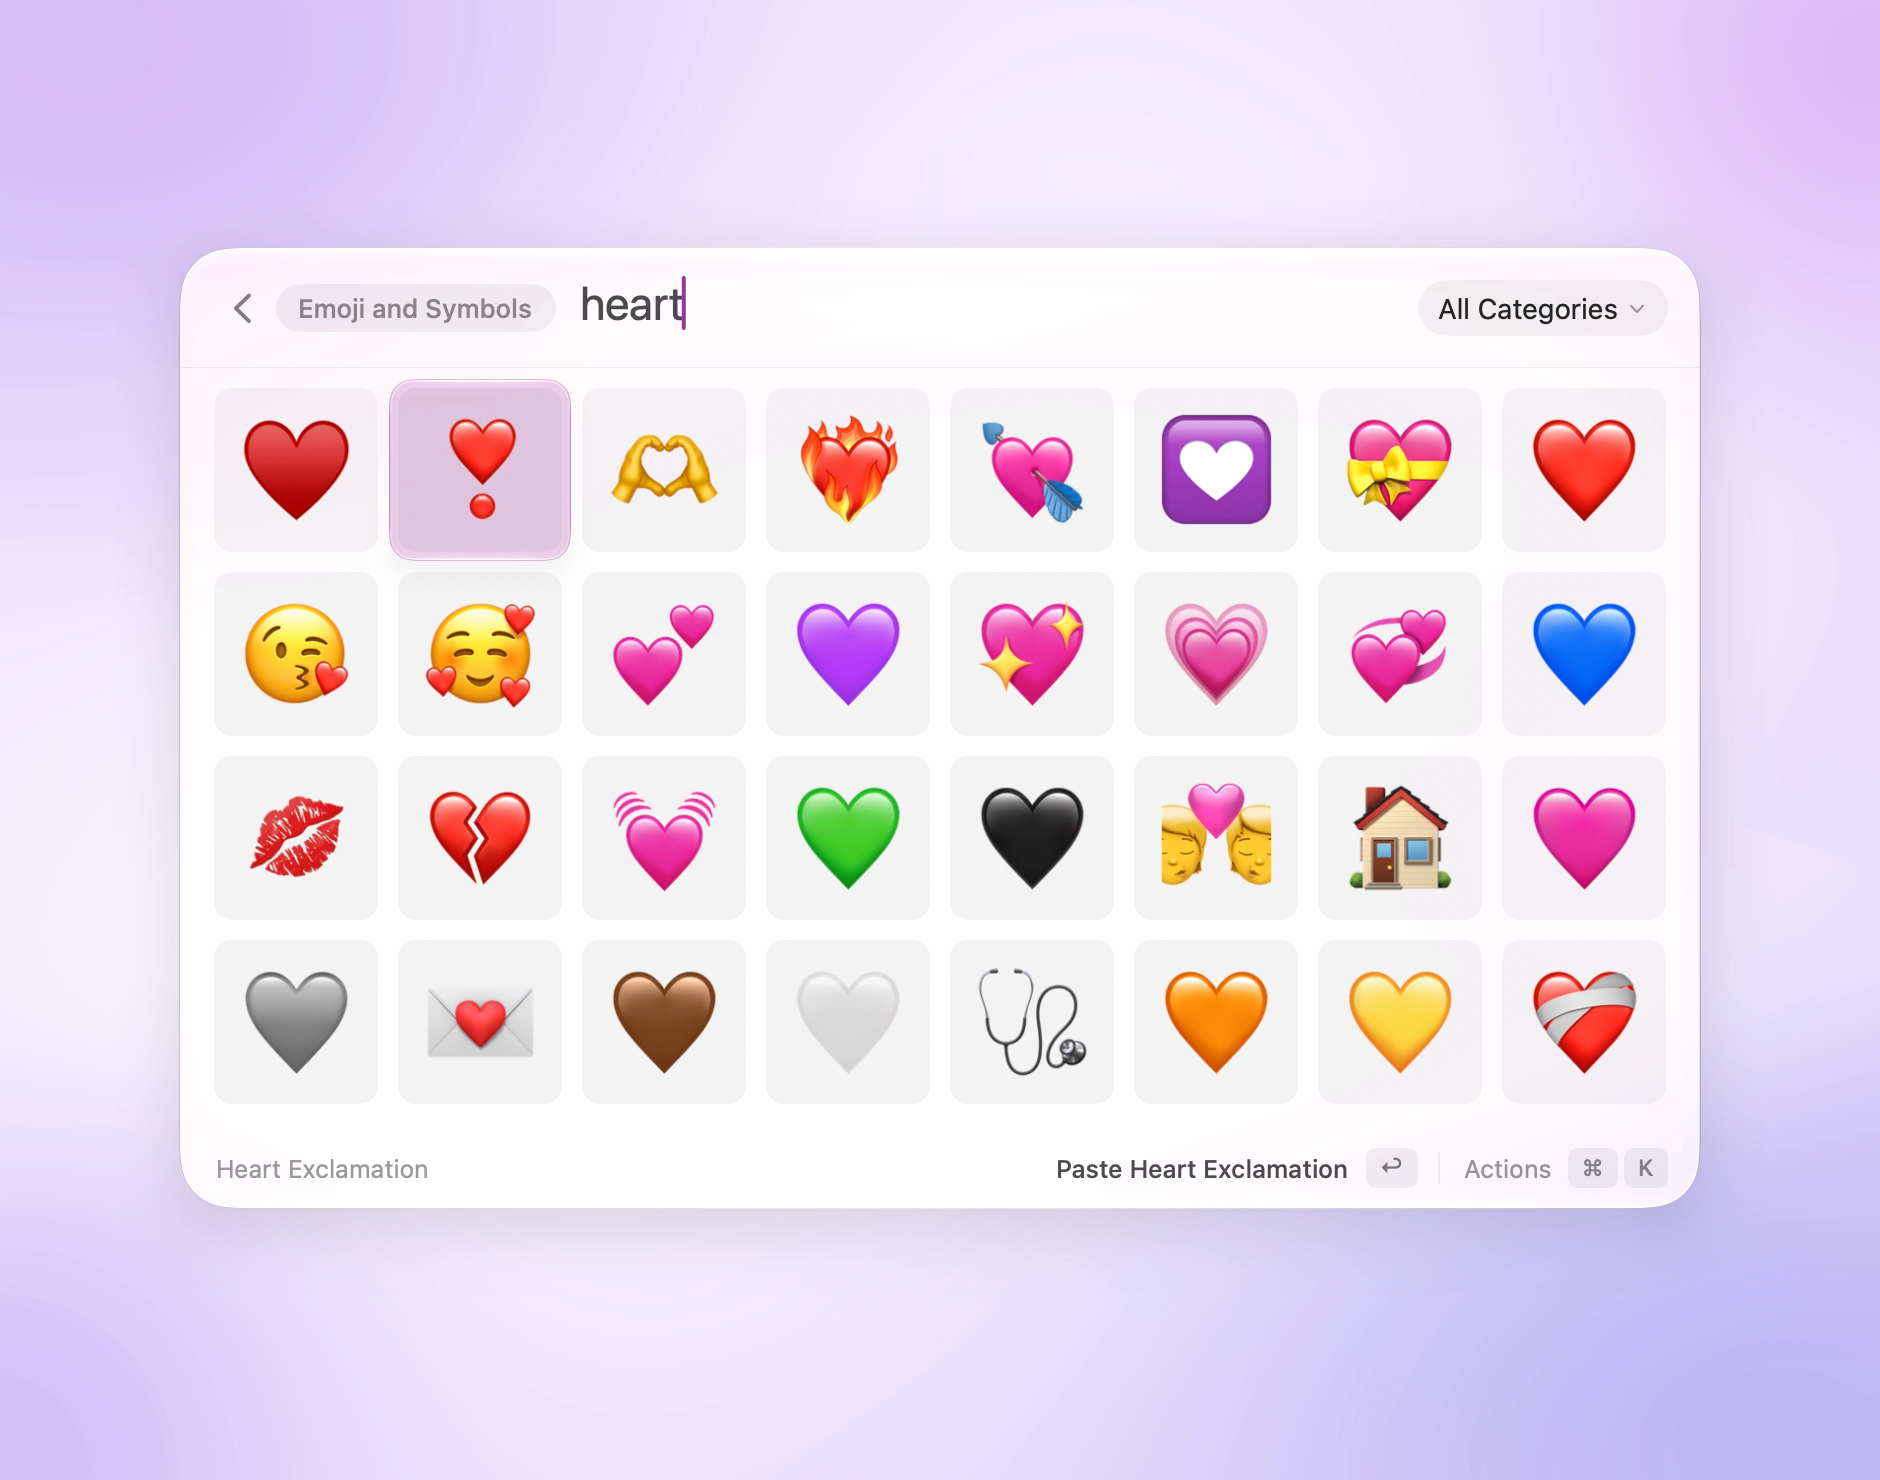 Emoji and Symbols heart All Categories
Heart Exclamation Paste Heart Exclamation Actions ⌘ K